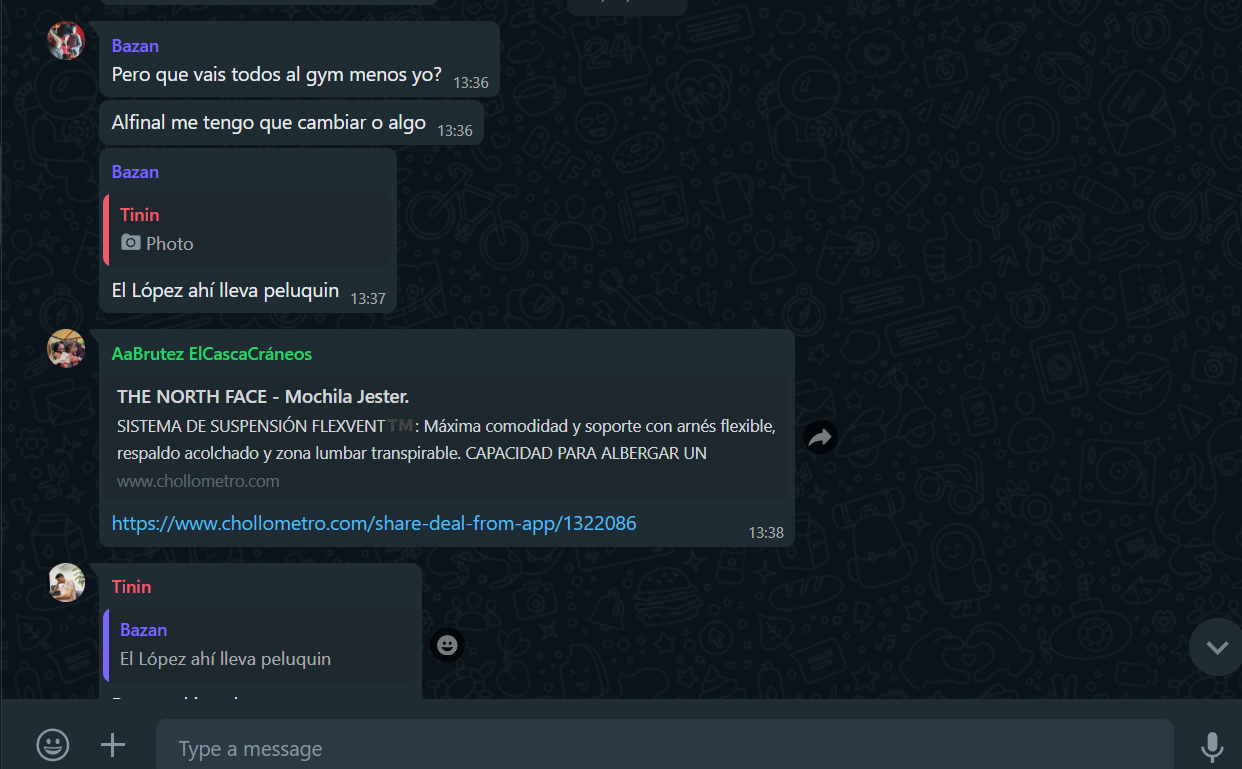 Bazan
Pero que vais todos al gym menos yo? 13:36
Alfinal me tengo que cambiar o algo 13:36
Bazan
Tinin
Photo
El López ahí lleva peluquin 13:37
AaBrutez ElCascaCráneos
THE NORTH FACE - Mochila Jester.
SISTEMA DE SUSPENSIÓN FLEXVENT™: Máxima comodidad y soporte con arnés flexible,
respaldo acolchado y zona lumbar transpirable. CAPACIDAD PARA ALBERGAR UN
www.chollometro.com
https://www.chollometro.com/share-deal-from-app/1322086
13:38
Tinin
Bazan
El López ahí lleva peluquin
Type a message